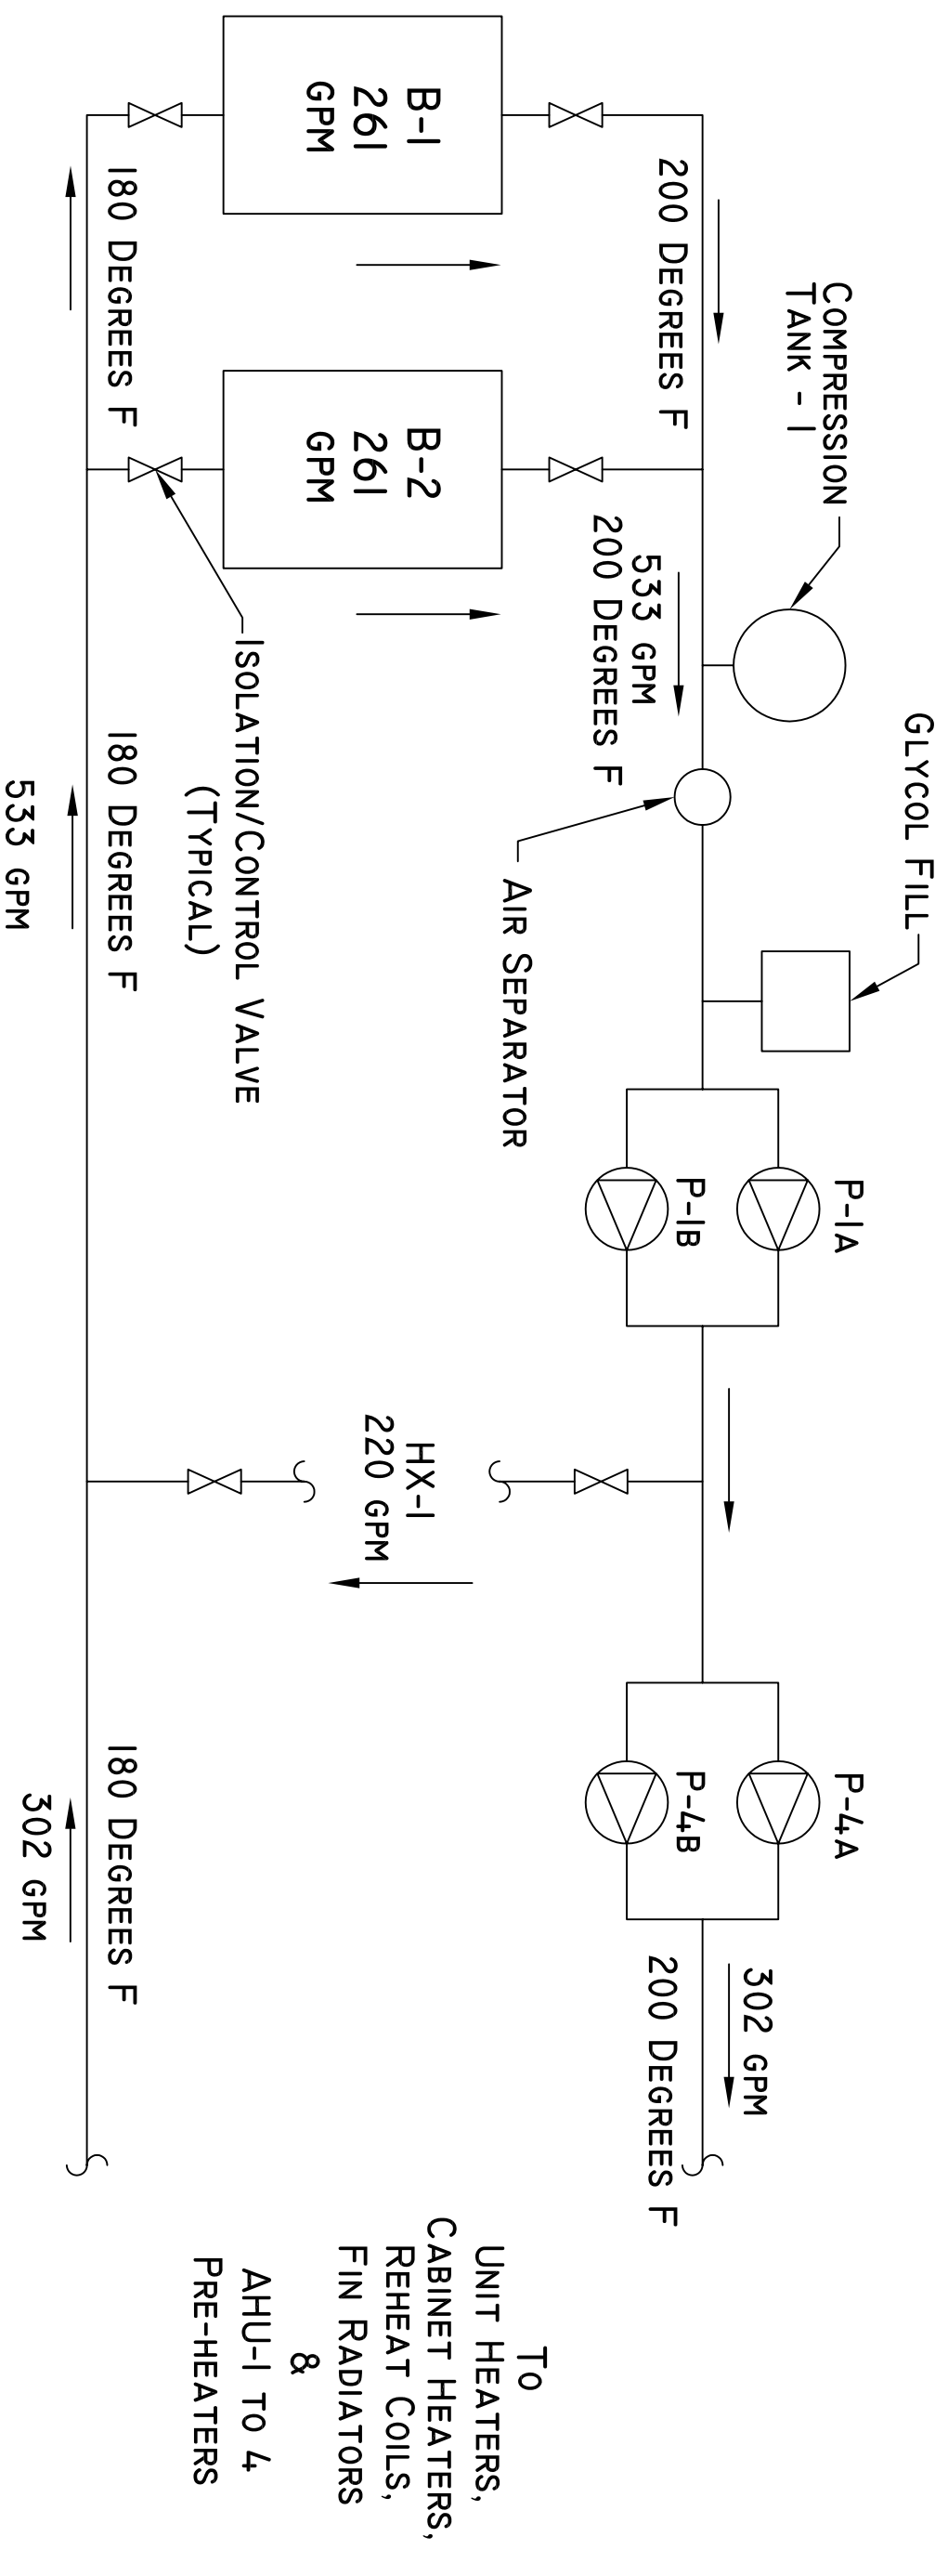 COMPRESSION
TANK - 1
GLYCOL FILL
P-1A
P-1B
P-4A
P-4B
302 GPM
200 DEGREES F
200 DEGREES F
533 GPM
200 DEGREES F
AIR SEPARATOR
B-1
261
GPM
B-2
261
GPM
HX-1
220 GPM
ISOLATION/CONTROL VALVE
(TYPICAL)
180 DEGREES F
180 DEGREES F
533 GPM
180 DEGREES F
302 GPM
TO
UNIT HEATERS,
CABINET HEATERS,
REHEAT COILS,
FIN RADIATORS
&
AHU-1 TO 4
PRE-HEATERS